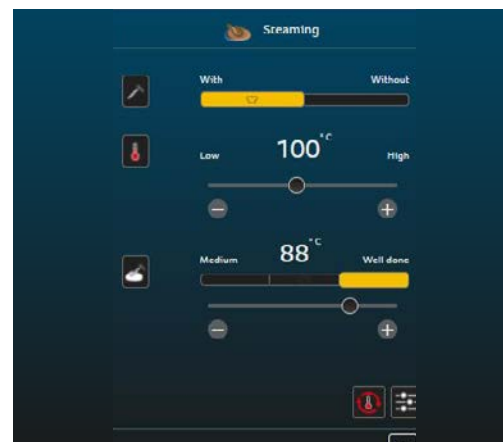 Steaming
With Without
100°C
Low High
88°C
Medium Well done